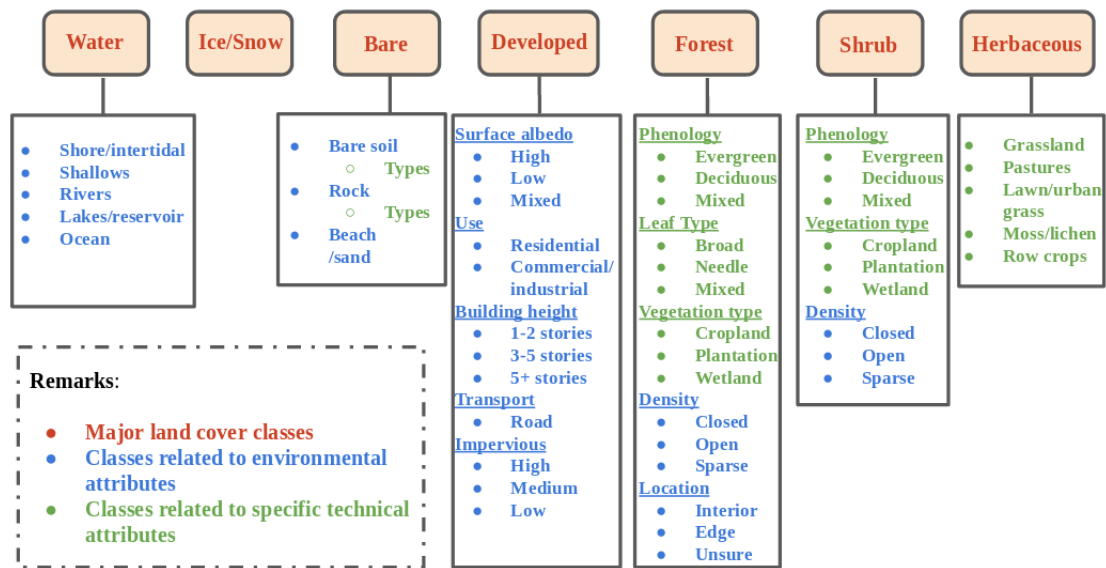 Water
Ice/Snow
Bare
Developed
Forest
Shrub
Herbaceous
● Shore/intertidal
● Shallows
● Rivers
● Lakes/reservoir
● Ocean
● Bare soil
○ Types
● Rock
○ Types
● Beach
/sand
Surface albedo
● High
● Low
● Mixed
Use
● Residential
● Commercial/
industrial
Building height
● 1-2 stories
● 3-5 stories
● 5+ stories
Transport
● Road
Impervious
● High
● Medium
● Low
Phenology
● Evergreen
● Deciduous
● Mixed
Leaf Type
● Broad
● Needle
● Mixed
Vegetation type
● Cropland
● Plantation
● Wetland
Density
● Closed
● Open
● Sparse
Location
● Interior
● Edge
● Unsure
Phenology
● Evergreen
● Deciduous
● Mixed
Vegetation type
● Cropland
● Plantation
● Wetland
Density
● Closed
● Open
● Sparse
● Grassland
● Pastures
● Lawn/urban
grass
● Moss/lichen
● Row crops
Remarks:
● Major land cover classes
● Classes related to environmental
attributes
● Classes related to specific technical
attributes